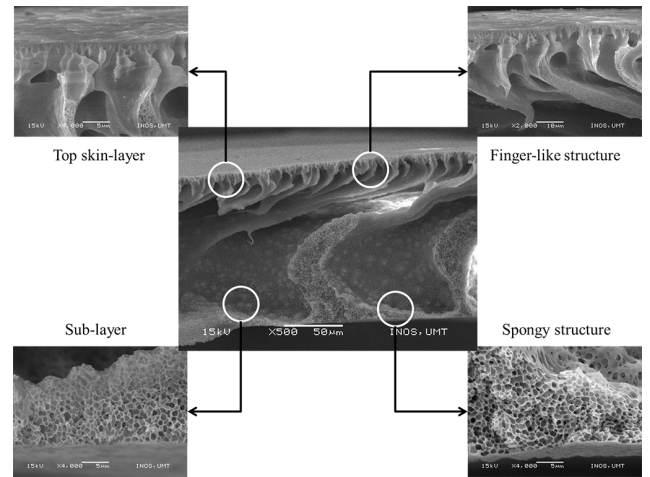 15kV X4,000 5µm INOS,UMT
15kV X2,000 10µm INOS,UMT
Top skin-layer
Finger-like structure
15kV X500 50µm INOS,UMT
Sub-layer
Spongy structure
15kV X4,000 5µm INOS,UMT
15kV X4,000 5µm INOS,UMT